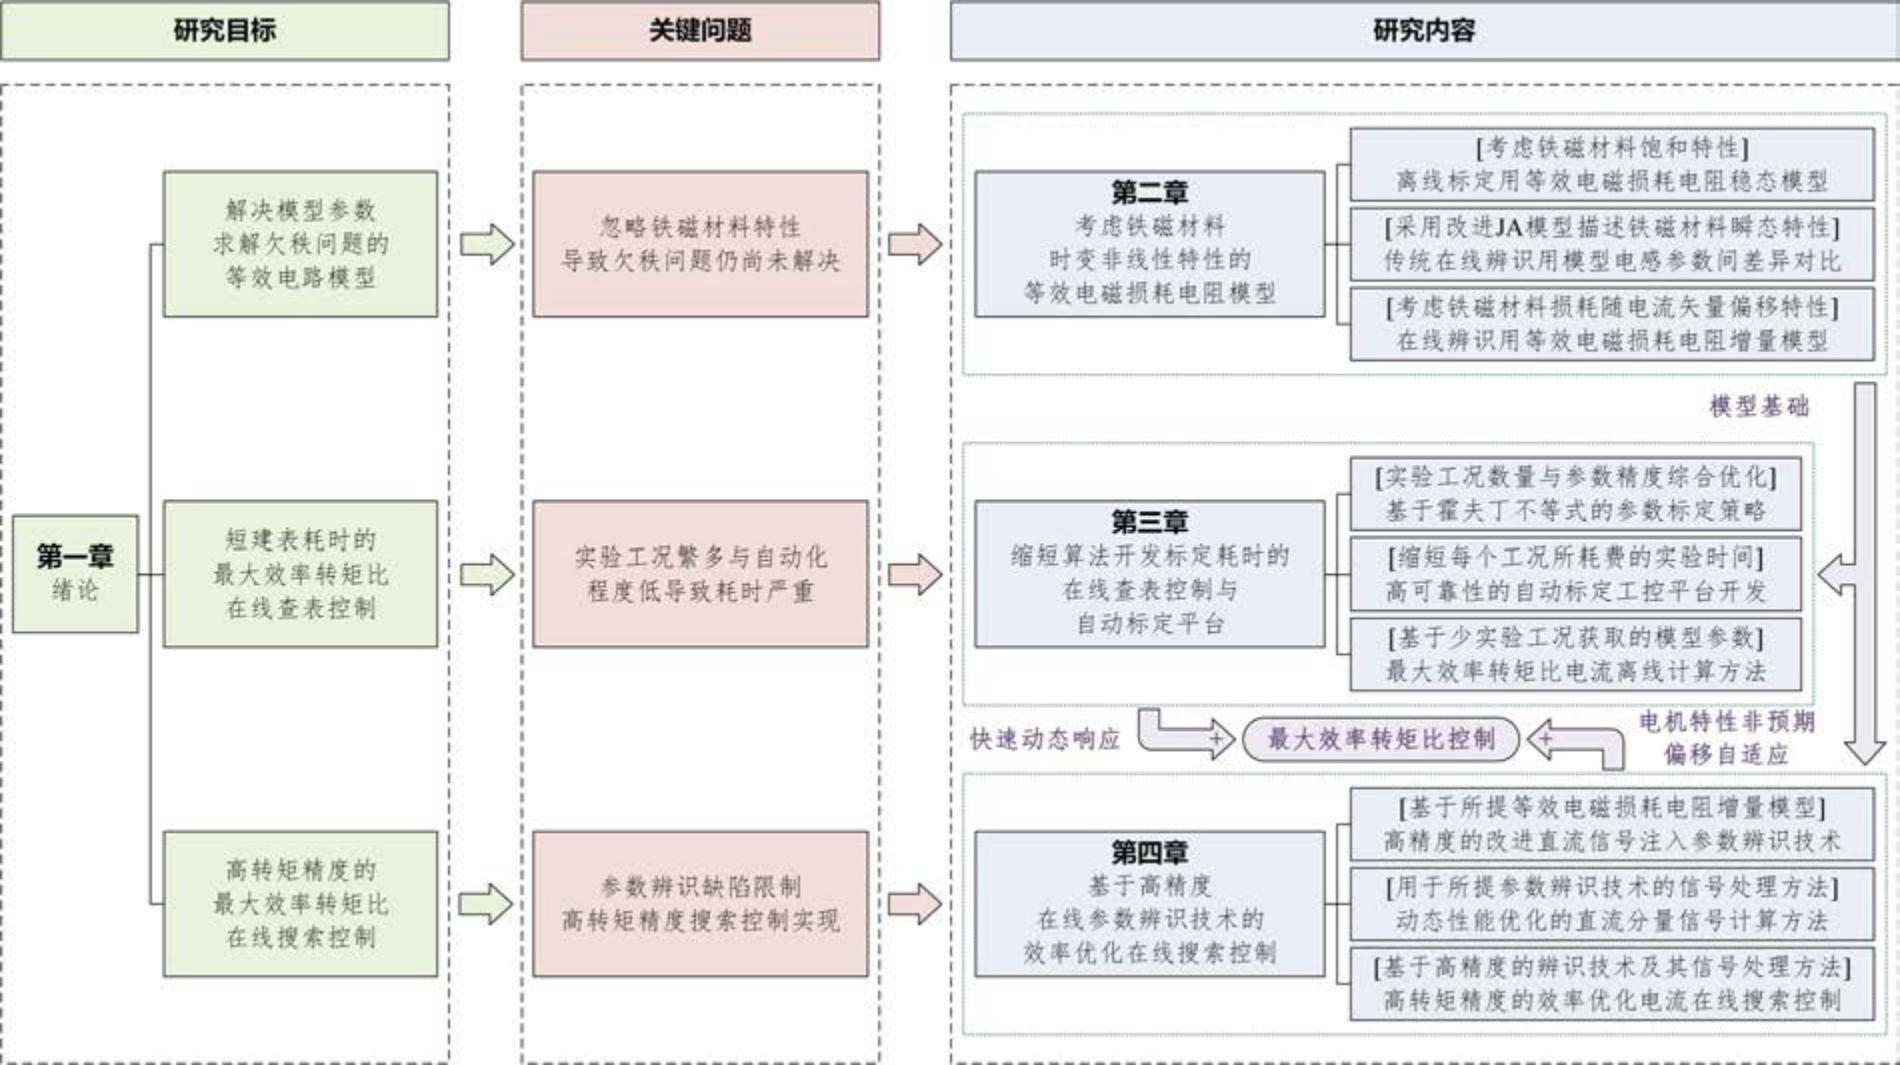 研究目标
关键问题
研究内容
第一章
绪论
解决模型参数
求解欠秩问题的
等效电路模型
忽略铁磁材料特性
导致欠秩问题仍尚未解决
第二章
考虑铁磁材料
时变非线性特性的
等效电磁损耗电阻模型
[考虑铁磁材料饱和特性]
离线标定用等效电磁损耗电阻稳态模型
[采用改进JA模型描述铁磁材料瞬态特性]
传统在线辨识用模型电感参数间差异对比
[考虑铁磁材料损耗随电流矢量偏移特性]
在线辨识用等效电磁损耗电阻增量模型
模型基础
短建表耗时的
最大效率转矩比
在线查表控制
实验工况繁多与自动化
程度低导致耗时严重
第三章
缩短算法开发标定耗时的
在线查表控制与
自动标定平台
[实验工况数量与参数精度综合优化]
基于霍夫丁不等式的参数标定策略
[缩短每个工况所耗费的实验时间]
高可靠性的自动标定工控平台开发
[基于少实验工况获取的模型参数]
最大效率转矩比电流离线计算方法
快速动态响应
+
最大效率转矩比控制
+
电机特性非预期
偏移自适应
高转矩精度的
最大效率转矩比
在线搜索控制
参数辨识缺陷限制
高转矩精度搜索控制实现
第四章
基于高精度
在线参数辨识技术的
效率优化在线搜索控制
[基于所提等效电磁损耗电阻增量模型]
高精度的改进直流信号注入参数辨识技术
[用于所提参数辨识技术的信号处理方法]
动态性能优化的直流分量信号计算方法
[基于高精度的辨识技术及其信号处理方法]
高转矩精度的效率优化电流在线搜索控制